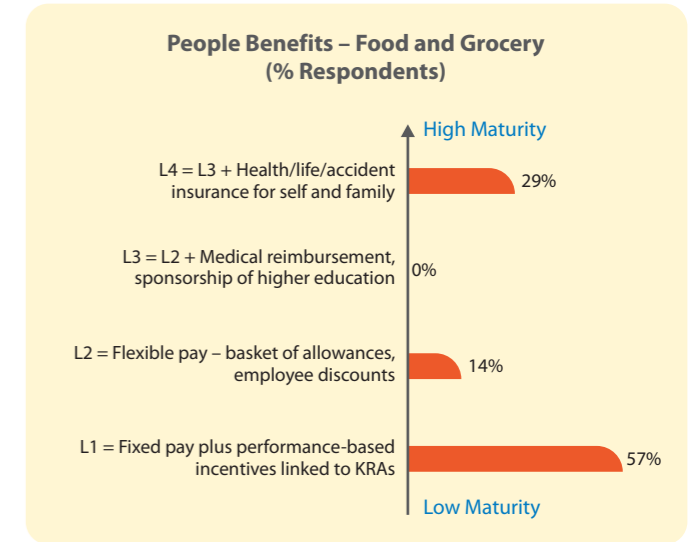 People Benefits – Food and Grocery
(% Respondents)
High Maturity
L4 = L3 + Health/life/accident
insurance for self and family
29%
L3 = L2 + Medical reimbursement,
sponsorship of higher education
0%
L2 = Flexible pay – basket of allowances,
employee discounts
14%
L1 = Fixed pay plus performance-based
incentives linked to KRAs
57%
Low Maturity